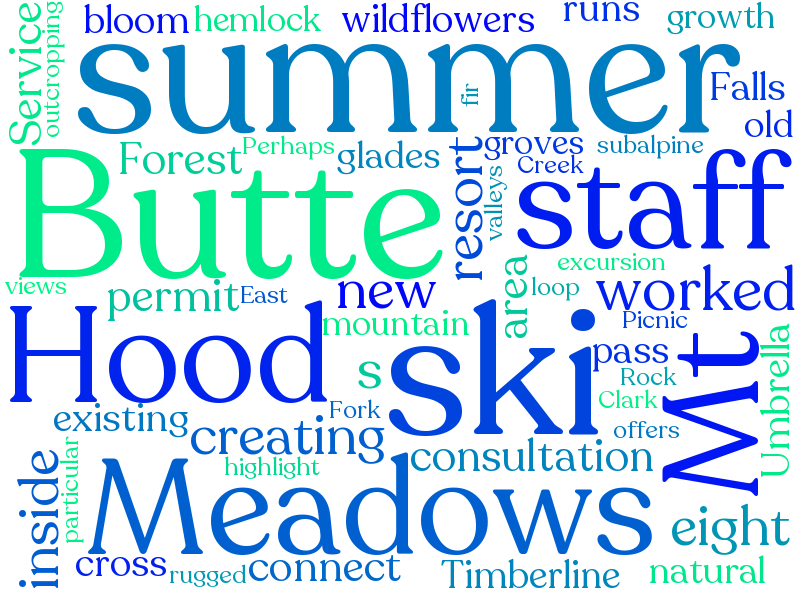 bloom
hemlock
wildflowers
runs
growth
Service
outcropping
summer
fir
Falls
old
Forest
Perhaps
glades
resort
groves
Creek
subalpine
valleys
Butte
staff
views
permit
East
new
area
excursion
loop
worked
Hood
mountain
ski
Picnic
pass
Mt
Umbrella
s
Rock
Clark
existing
creating
Fork
offers
inside
particular
highlight
consultation
Meadows
eight
cross
rugged
connect
Timberline
natural